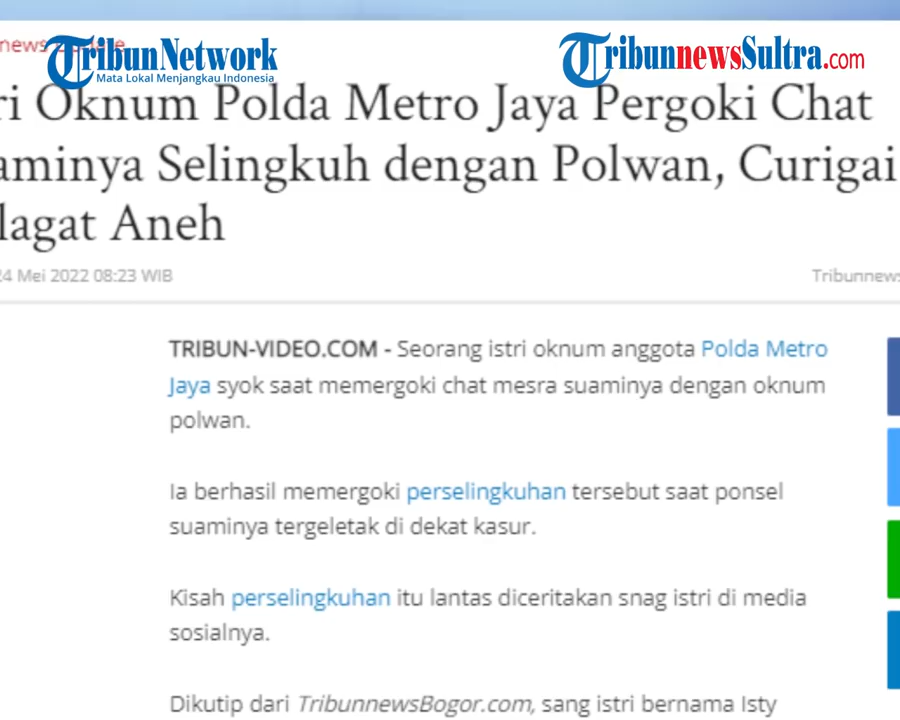 news Update
TribunNetwork
Mata Lokal Menjangkau Indonesia
TribunnewsSultra.com
ri Oknum Polda Metro Jaya Pergoki Chat
aminya Selingkuh dengan Polwan, Curigai
lagat Aneh
24 Mei 2022 08:23 WIB
Tribunnews
TRIBUN-VIDEO.COM - Seorang istri oknum anggota Polda Metro
Jaya syok saat memergoki chat mesra suaminya dengan oknum
polwan.
Ia berhasil memergoki perselingkuhan tersebut saat ponsel
suaminya tergeletak di dekat kasur.
Kisah perselingkuhan itu lantas diceritakan snag istri di media
sosialnya.
Dikutip dari TribunnewsBogor.com, sang istri bernama Isty